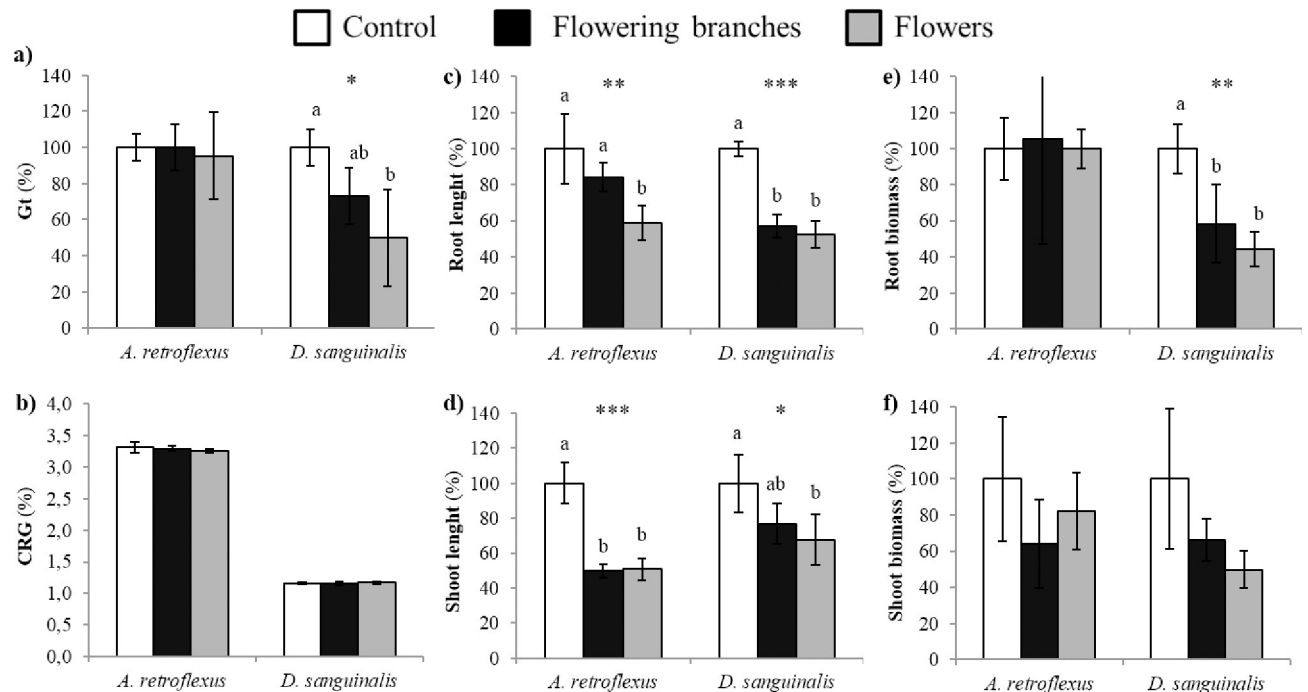 Control Flowering branches Flowers
a)
Gt (%)
140
120
100
80
60
40
20
0
*
a
ab
b
A. retroflexus D. sanguinalis
c)
Root lenght (%)
140
120
100
80
60
40
20
0
** ***
a
a
b
a
b
b
A. retroflexus D. sanguinalis
e)
Root biomass (%)
140
120
100
80
60
40
20
0
**
a
b
b
A. retroflexus D. sanguinalis
b)
CRG (%)
4,0
3,5
3,0
2,5
2,0
1,5
1,0
0,5
0,0
A. retroflexus D. sanguinalis
d)
Shoot lenght (%)
140
120
100
80
60
40
20
0
*** *
a
b
b
a
ab
b
A. retroflexus D. sanguinalis
f)
Shoot biomass (%)
140
120
100
80
60
40
20
0
A. retroflexus D. sanguinalis